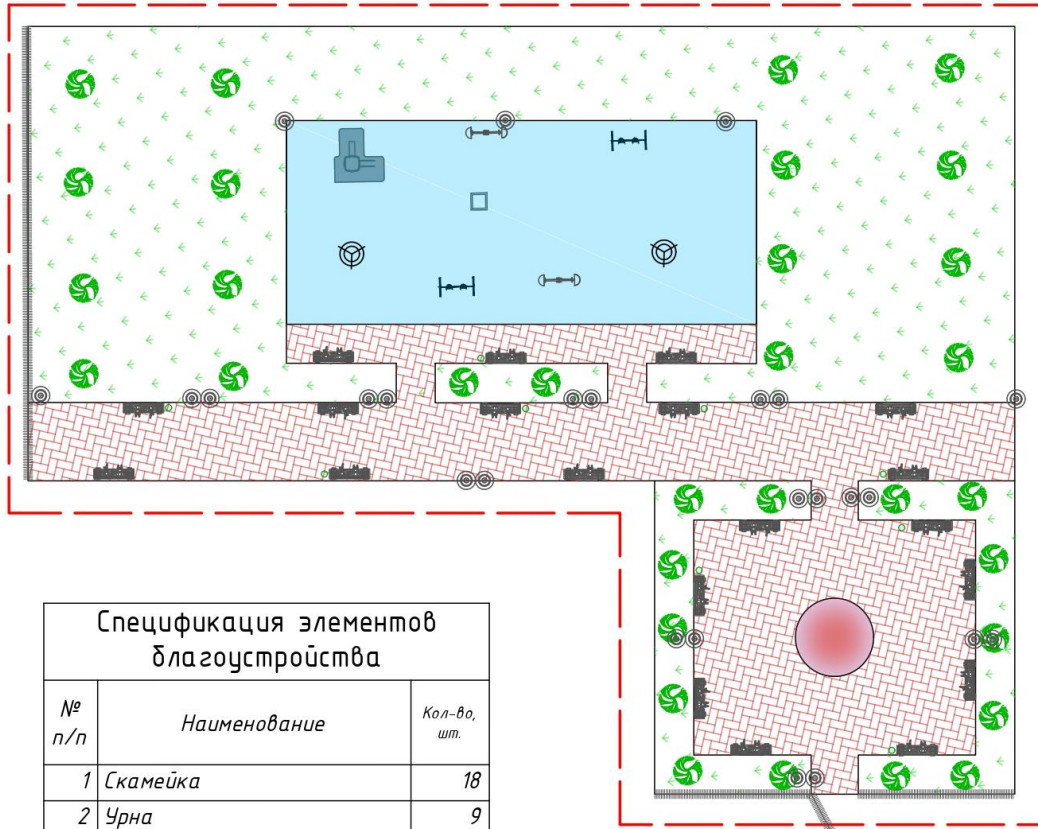 Спецификация элементов
благоустройства
№ п/п Наименование Кол-во, шт.
1 Скамейка 18
2 Урна 9